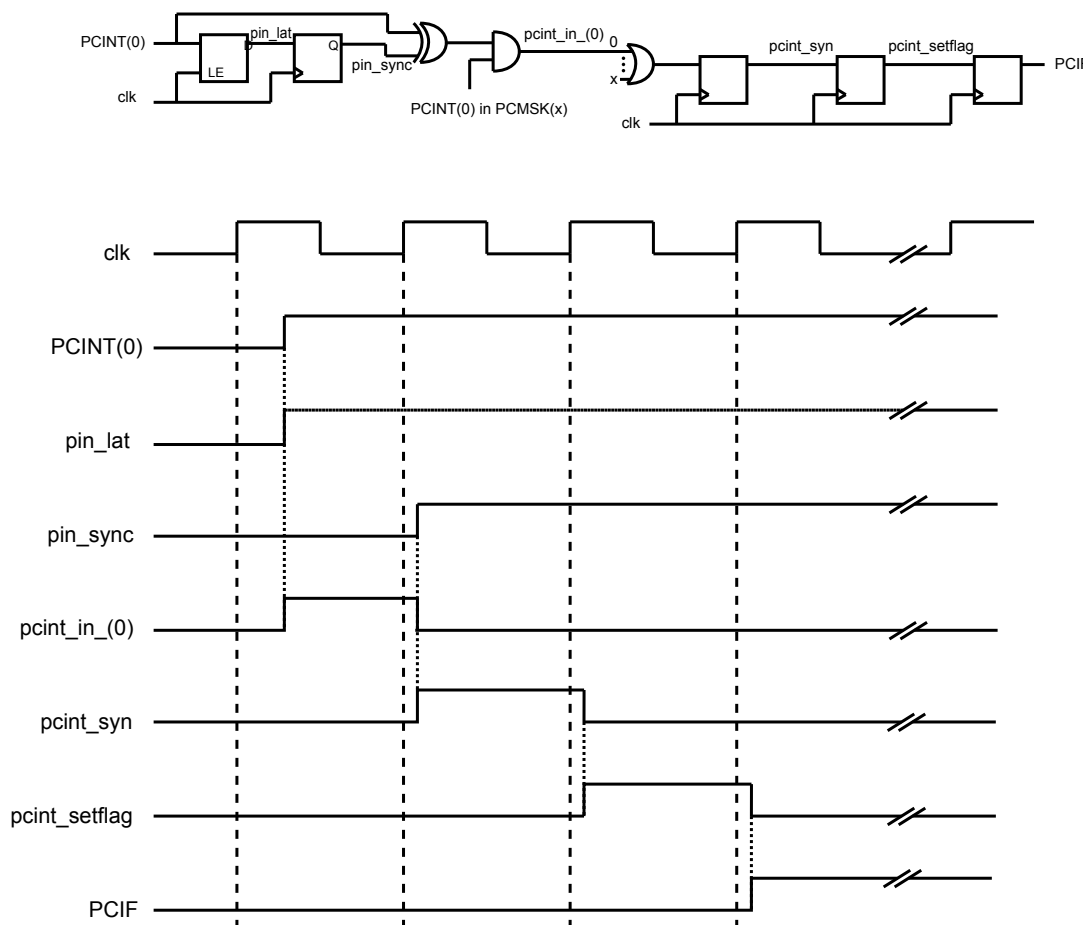 PCINT(0)
LE
D
pin_lat
Q
pin_sync
clk
PCINT(0) in PCMSK(x)
pcint_in_(0)
0
x
clk
pcint_syn
pcint_setflag
PCIF
clk
PCINT(0)
pin_lat
pin_sync
pcint_in_(0)
pcint_syn
pcint_setflag
PCIF